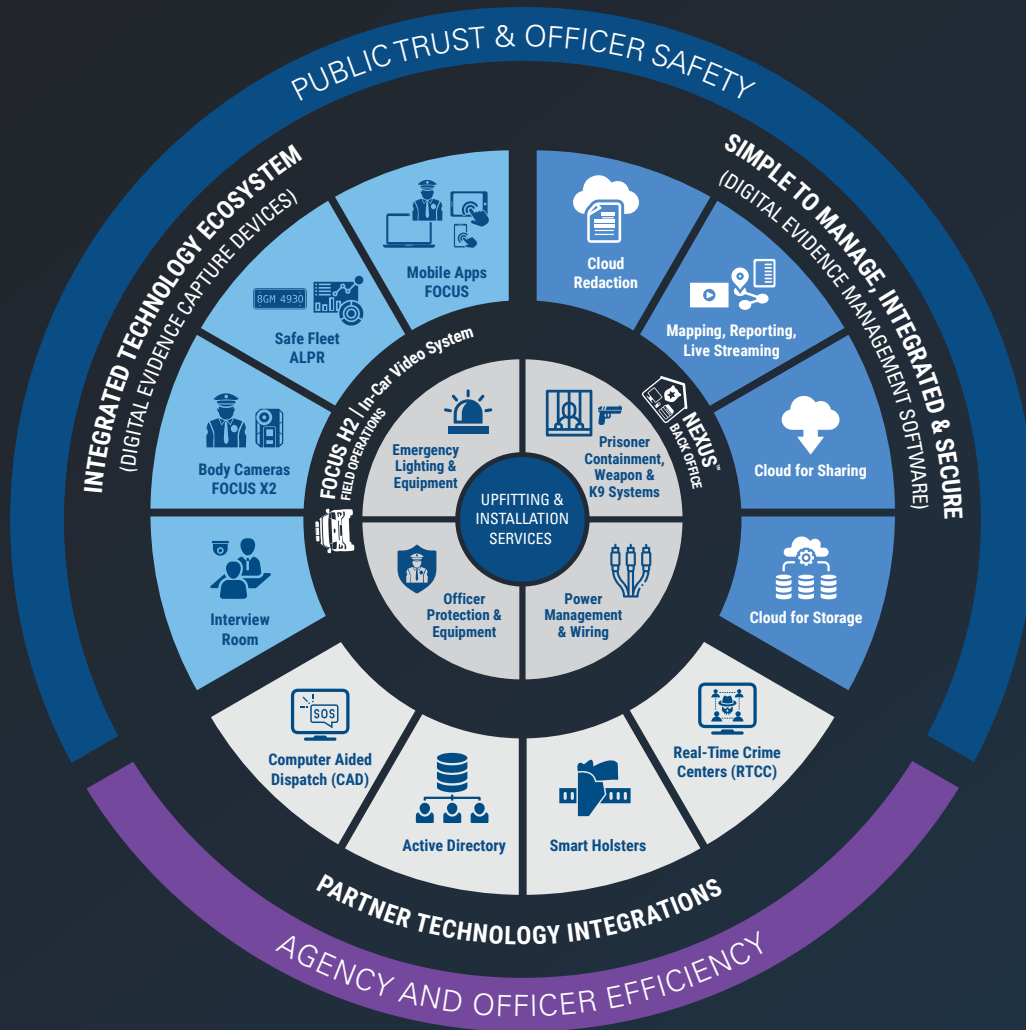 PUBLIC TRUST & OFFICER SAFETY
INTEGRATED TECHNOLOGY ECOSYSTEM
(DIGITAL EVIDENCE CAPTURE DEVICES)
SIMPLE TO MANAGE, INTEGRATED & SECURE
(DIGITAL EVIDENCE MANAGEMENT SOFTWARE)
Mobile Apps
FOCUS
8GM 4930
Safe Fleet
ALPR
Body Cameras
FOCUS X2
Interview
Room
Cloud
Redaction
Mapping, Reporting,
Live Streaming
Cloud for Sharing
Cloud for Storage
FOCUS H2 | In-Car Video System
FIELD OPERATIONS
NEXUS™
BACK OFFICE
Emergency
Lighting &
Equipment
Prisoner
Containment,
Weapon &
K9 Systems
UPFITTING &
INSTALLATION
SERVICES
Officer
Protection &
Equipment
Power
Management
& Wiring
SOS
Computer Aided
Dispatch (CAD)
Active Directory
Smart Holsters
Real-Time Crime
Centers (RTCC)
PARTNER TECHNOLOGY INTEGRATIONS
AGENCY AND OFFICER EFFICIENCY